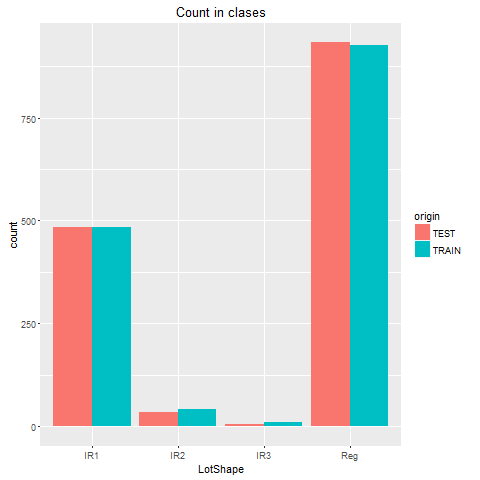 Count in clases
count
750
500
250
0
IR1 IR2 IR3 Reg
LotShape
origin
TEST
TRAIN